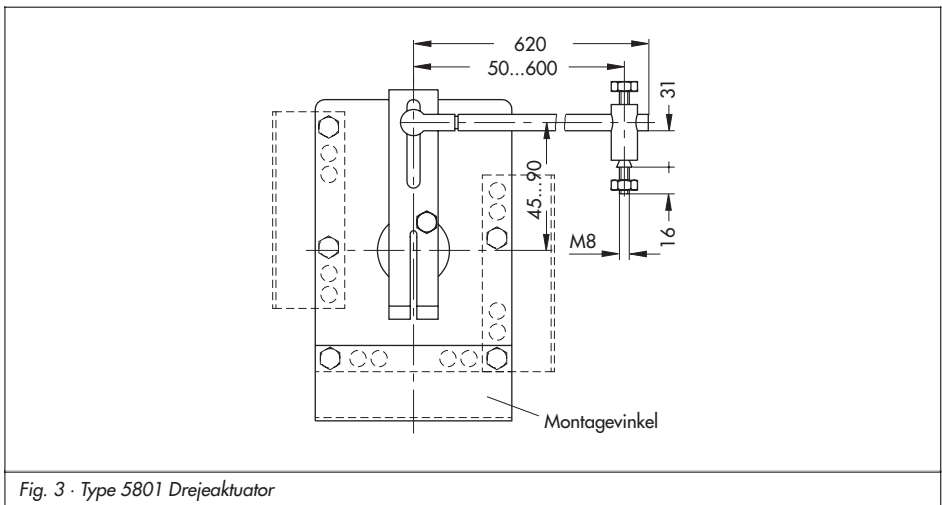 620
50...600
31
45...90
M8
16
Montagevinkel
Fig. 3 · Type 5801 Drejeaktuator